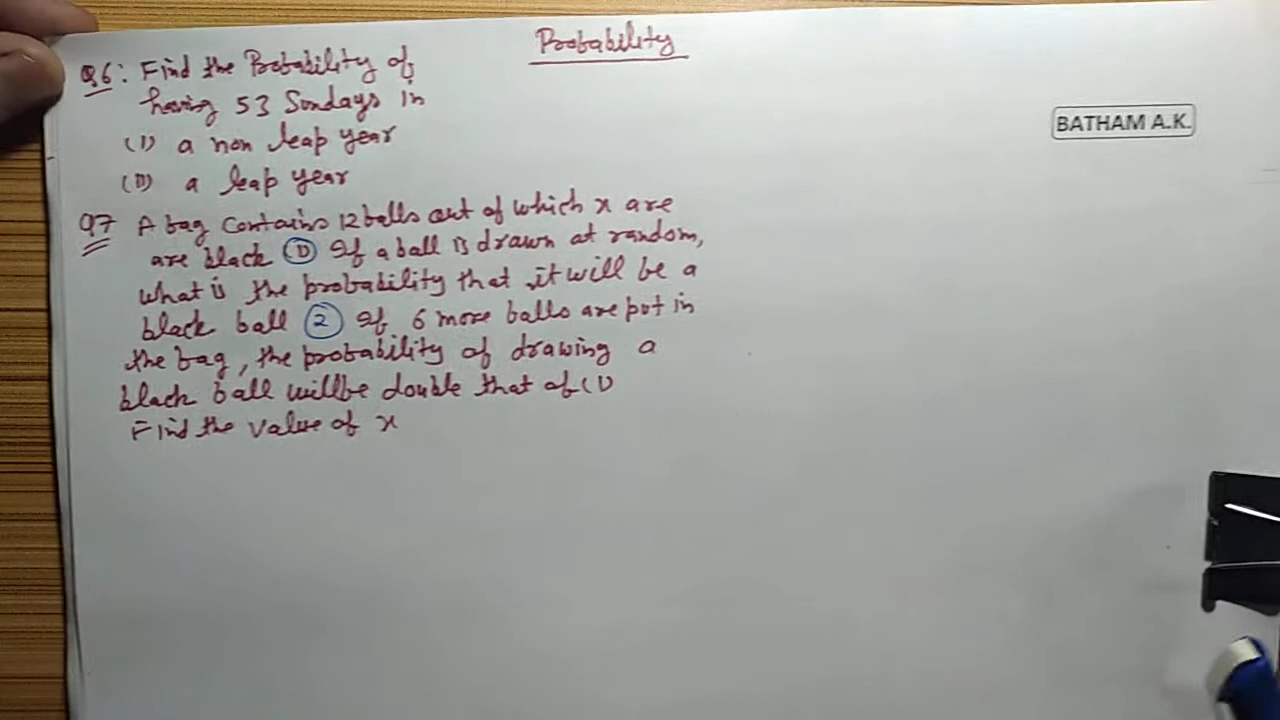 Probability
BATHAM A.K.
Q6: Find the Probability of
having 53 Sundays in
(I) a non leap year
(II) a leap year
Q7 A bag contains 12 balls out of which x are
are black (1) If a ball is drawn at random,
what is the probability that it will be a
black ball (2) If 6 more balls are put in
the bag, the probability of drawing a
black ball will be double that of (1)
Find the value of x